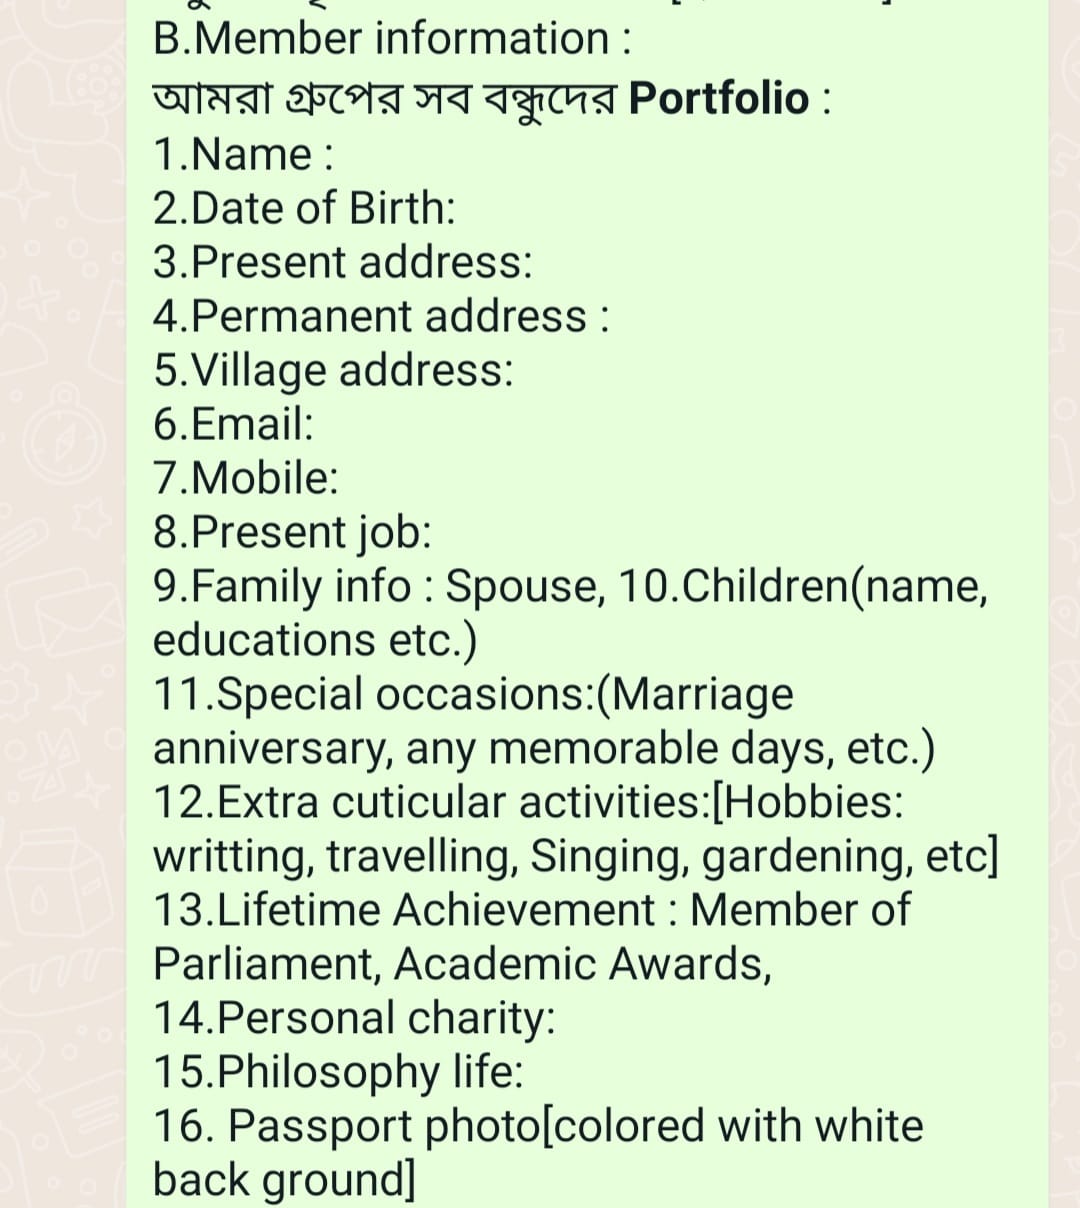 B.Member information :
আমরা গ্রুপের সব বন্ধুদের Portfolio :
1.Name :
2.Date of Birth:
3.Present address:
4.Permanent address :
5.Village address:
6.Email:
7.Mobile:
8.Present job:
9.Family info : Spouse, 10.Children(name,
educations etc.)
11.Special occasions:(Marriage
anniversary, any memorable days, etc.)
12.Extra cuticular activities:[Hobbies:
writting, travelling, Singing, gardening, etc]
13.Lifetime Achievement : Member of
Parliament, Academic Awards,
14.Personal charity:
15.Philosophy life:
16. Passport photo[colored with white
back ground]